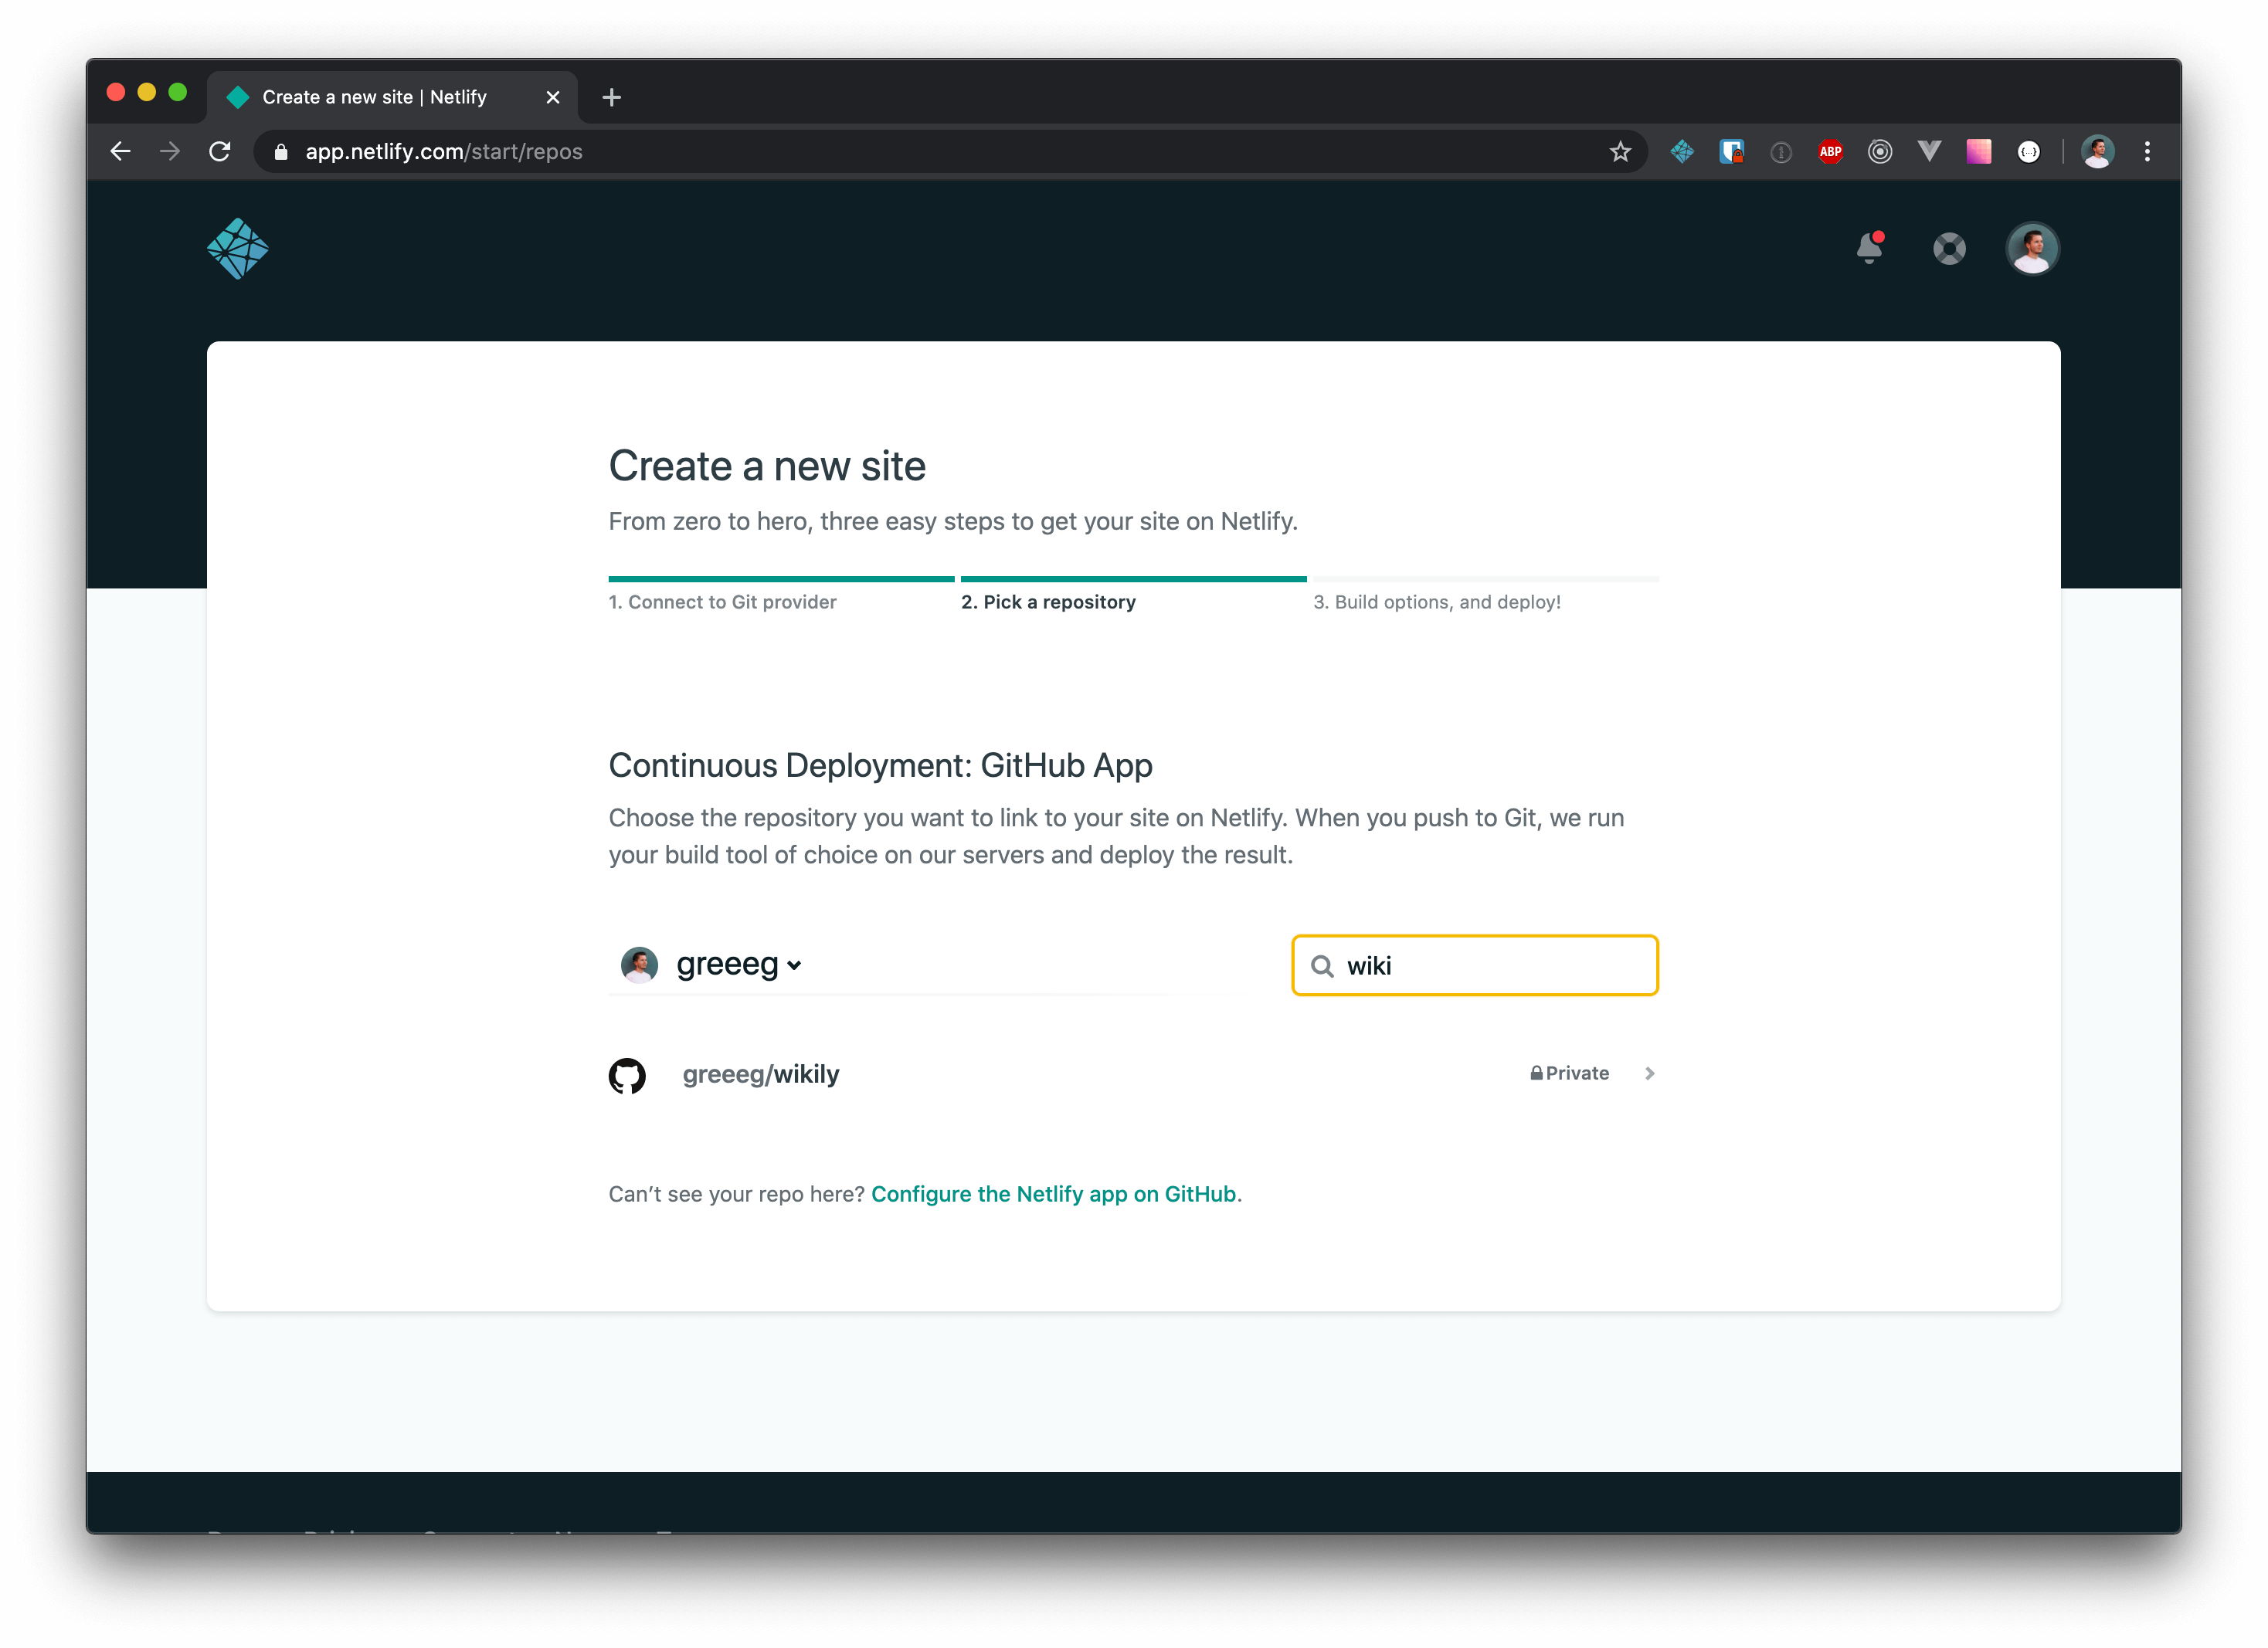 Create a new site | Netlify
app.netlify.com/start/repos
ABP
Create a new site
From zero to hero, three easy steps to get your site on Netlify.
1. Connect to Git provider
2. Pick a repository
3. Build options, and deploy!
Continuous Deployment: GitHub App
Choose the repository you want to link to your site on Netlify. When you push to Git, we run
your build tool of choice on our servers and deploy the result.
greeeg
wiki
greeeg/wikily
Private
Can’t see your repo here? Configure the Netlify app on GitHub.